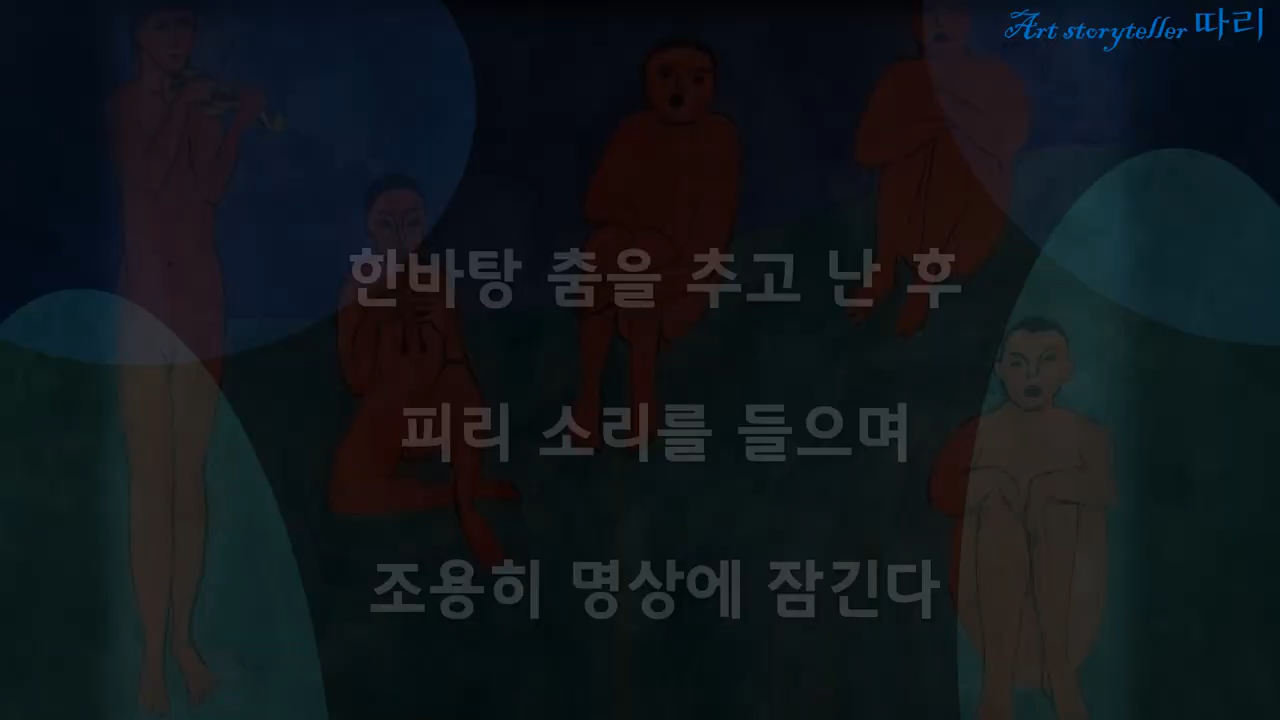 Art storyteller 따리
한바탕 춤을 추고 난 후
피리 소리를 들으며
조용히 명상에 잠긴다